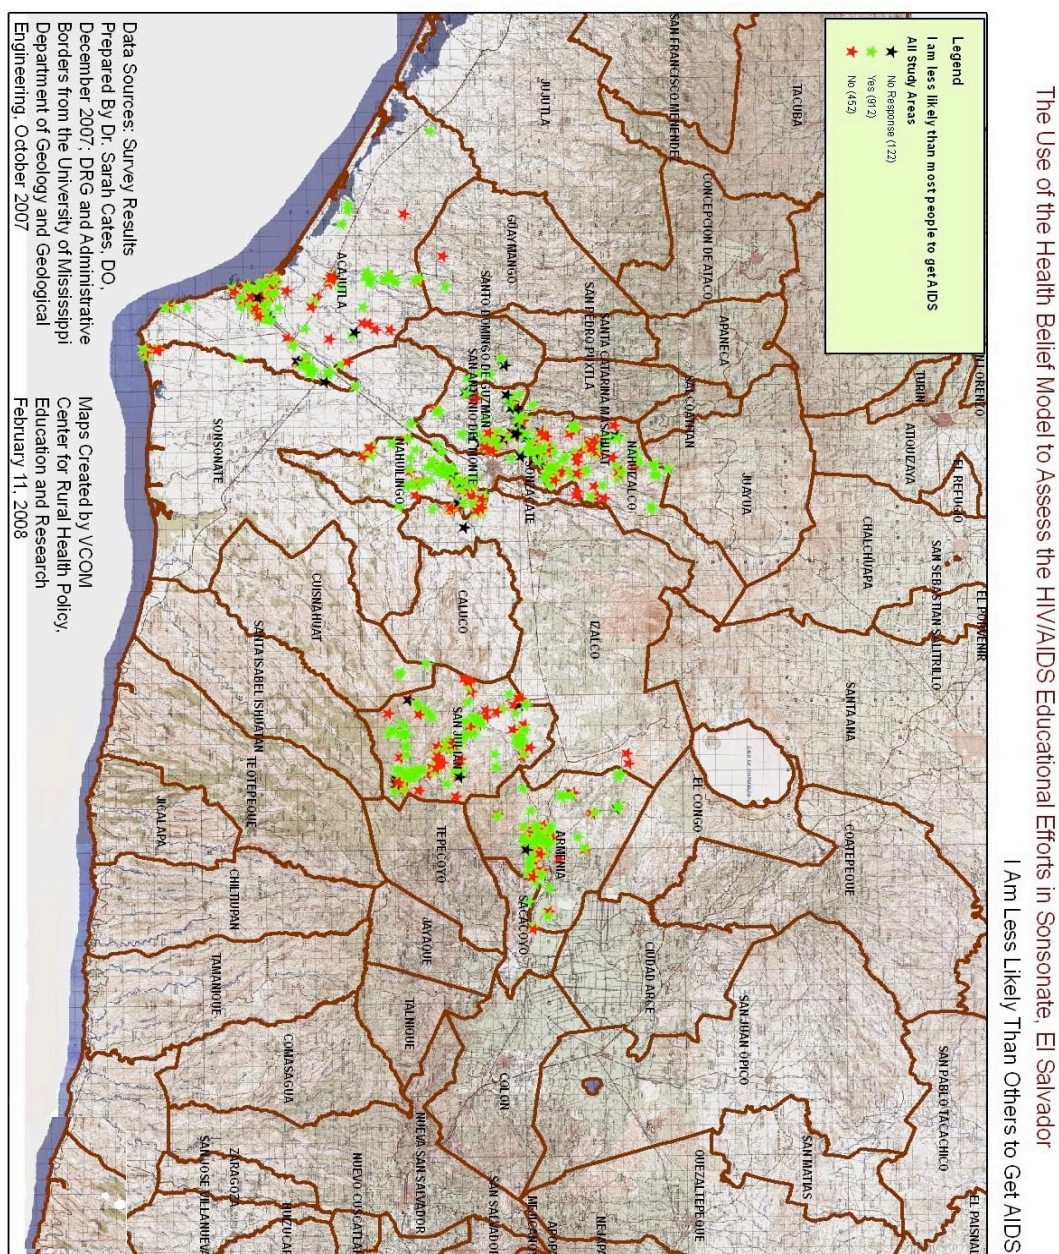 The Use of the Health Belief Model to Assess the HIV/AIDS Educational Efforts in Sonsonate, El Salvador
I Am Less Likely Than Others to Get AIDS
Legend
I am less likely than most people to get AIDS
All Study Areas
No Response (122)
Yes (912)
No (452)
TACUBA
SAN FRANCISCO MENENDE
JUJUTLA
CONCEPCION DE ATACO
GUAYMANGO
APANECA
SAN PEDRO PUXTLA
SANTA CATARINA MASAHUAT
SANTO DOMINGO DE GUZMAN
SAN ANTONIO DEL MONTE
ACAJUTLA
TURIN
ATIQUIZAYA
EL REFUGIO
JUAYUA
NAHUIZALCO
SONZACATE
NAHUILINGO
SONSONATE
CHALCHUAPA
SAN SEBASTIAN SALITRILLO
EL PORVENIR
IZALCO
CALUCO
CUISNAHUAT
SANTA ISABEL ISHUATAN
SANTA ANA
SAN JULIAN
EL CONGO
COATEPEQUE
ARMENIA
TEPECOYO
TEOTEPEQUE
JICALAPA
CHILTIUPAN
SACACOYO
JAYAQUE
TAMANIQUE
CIUDAD ARCE
SAN JUAN OPICO
TALNIQUE
COMASAGUA
COLON
SAN PABLO TACACHICO
SAN MATIAS
QUEZALTEPEQUE
NUEVA SAN SALVADOR
NUEVO CUSCATLA
ZARAGOZA
SAN JOSE VILLANUEVA
HUIZUCAR
SAN SALVADOR
NEJAPA
APOP
EL PAISNAL
Data Sources: Survey Results
Prepared By Dr. Sarah Cates, DO,
December 2007; DRG and Administrative
Borders from the University of Mississippi
Department of Geology and Geological
Engineering, October 2007
Maps Created by VCOM
Center for Rural Health Policy,
Education and Research
February 11, 2008